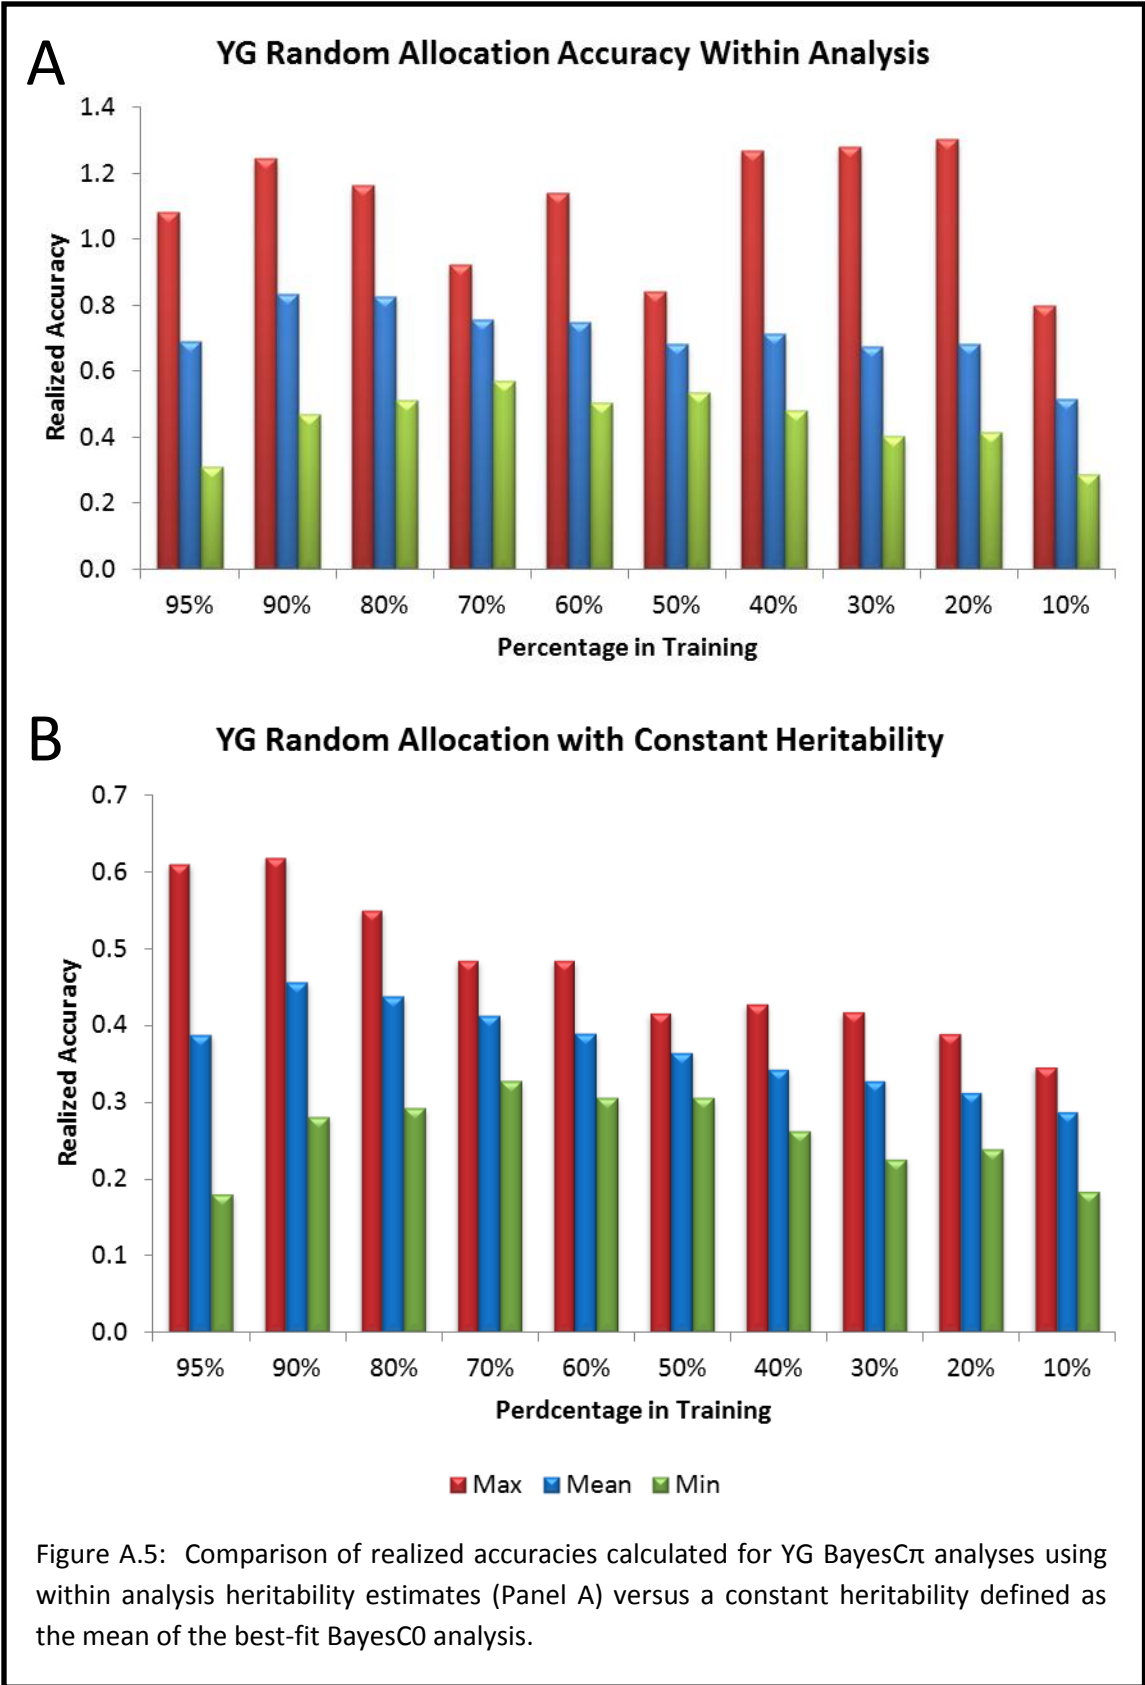 A
YG Random Allocation Accuracy Within Analysis
1.4
1.2
1.0
0.8
0.6
0.4
0.2
0.0
Realized Accuracy
95% 90% 80% 70% 60% 50% 40% 30% 20% 10%
Percentage in Training
B
YG Random Allocation with Constant Heritability
0.7
0.6
0.5
0.4
0.3
0.2
0.1
0.0
Realized Accuracy
95% 90% 80% 70% 60% 50% 40% 30% 20% 10%
Perdcentage in Training
Max Mean Min
Figure A.5: Comparison of realized accuracies calculated for YG BayesCπ analyses using
within analysis heritability estimates (Panel A) versus a constant heritability defined as
the mean of the best-fit BayesC0 analysis.